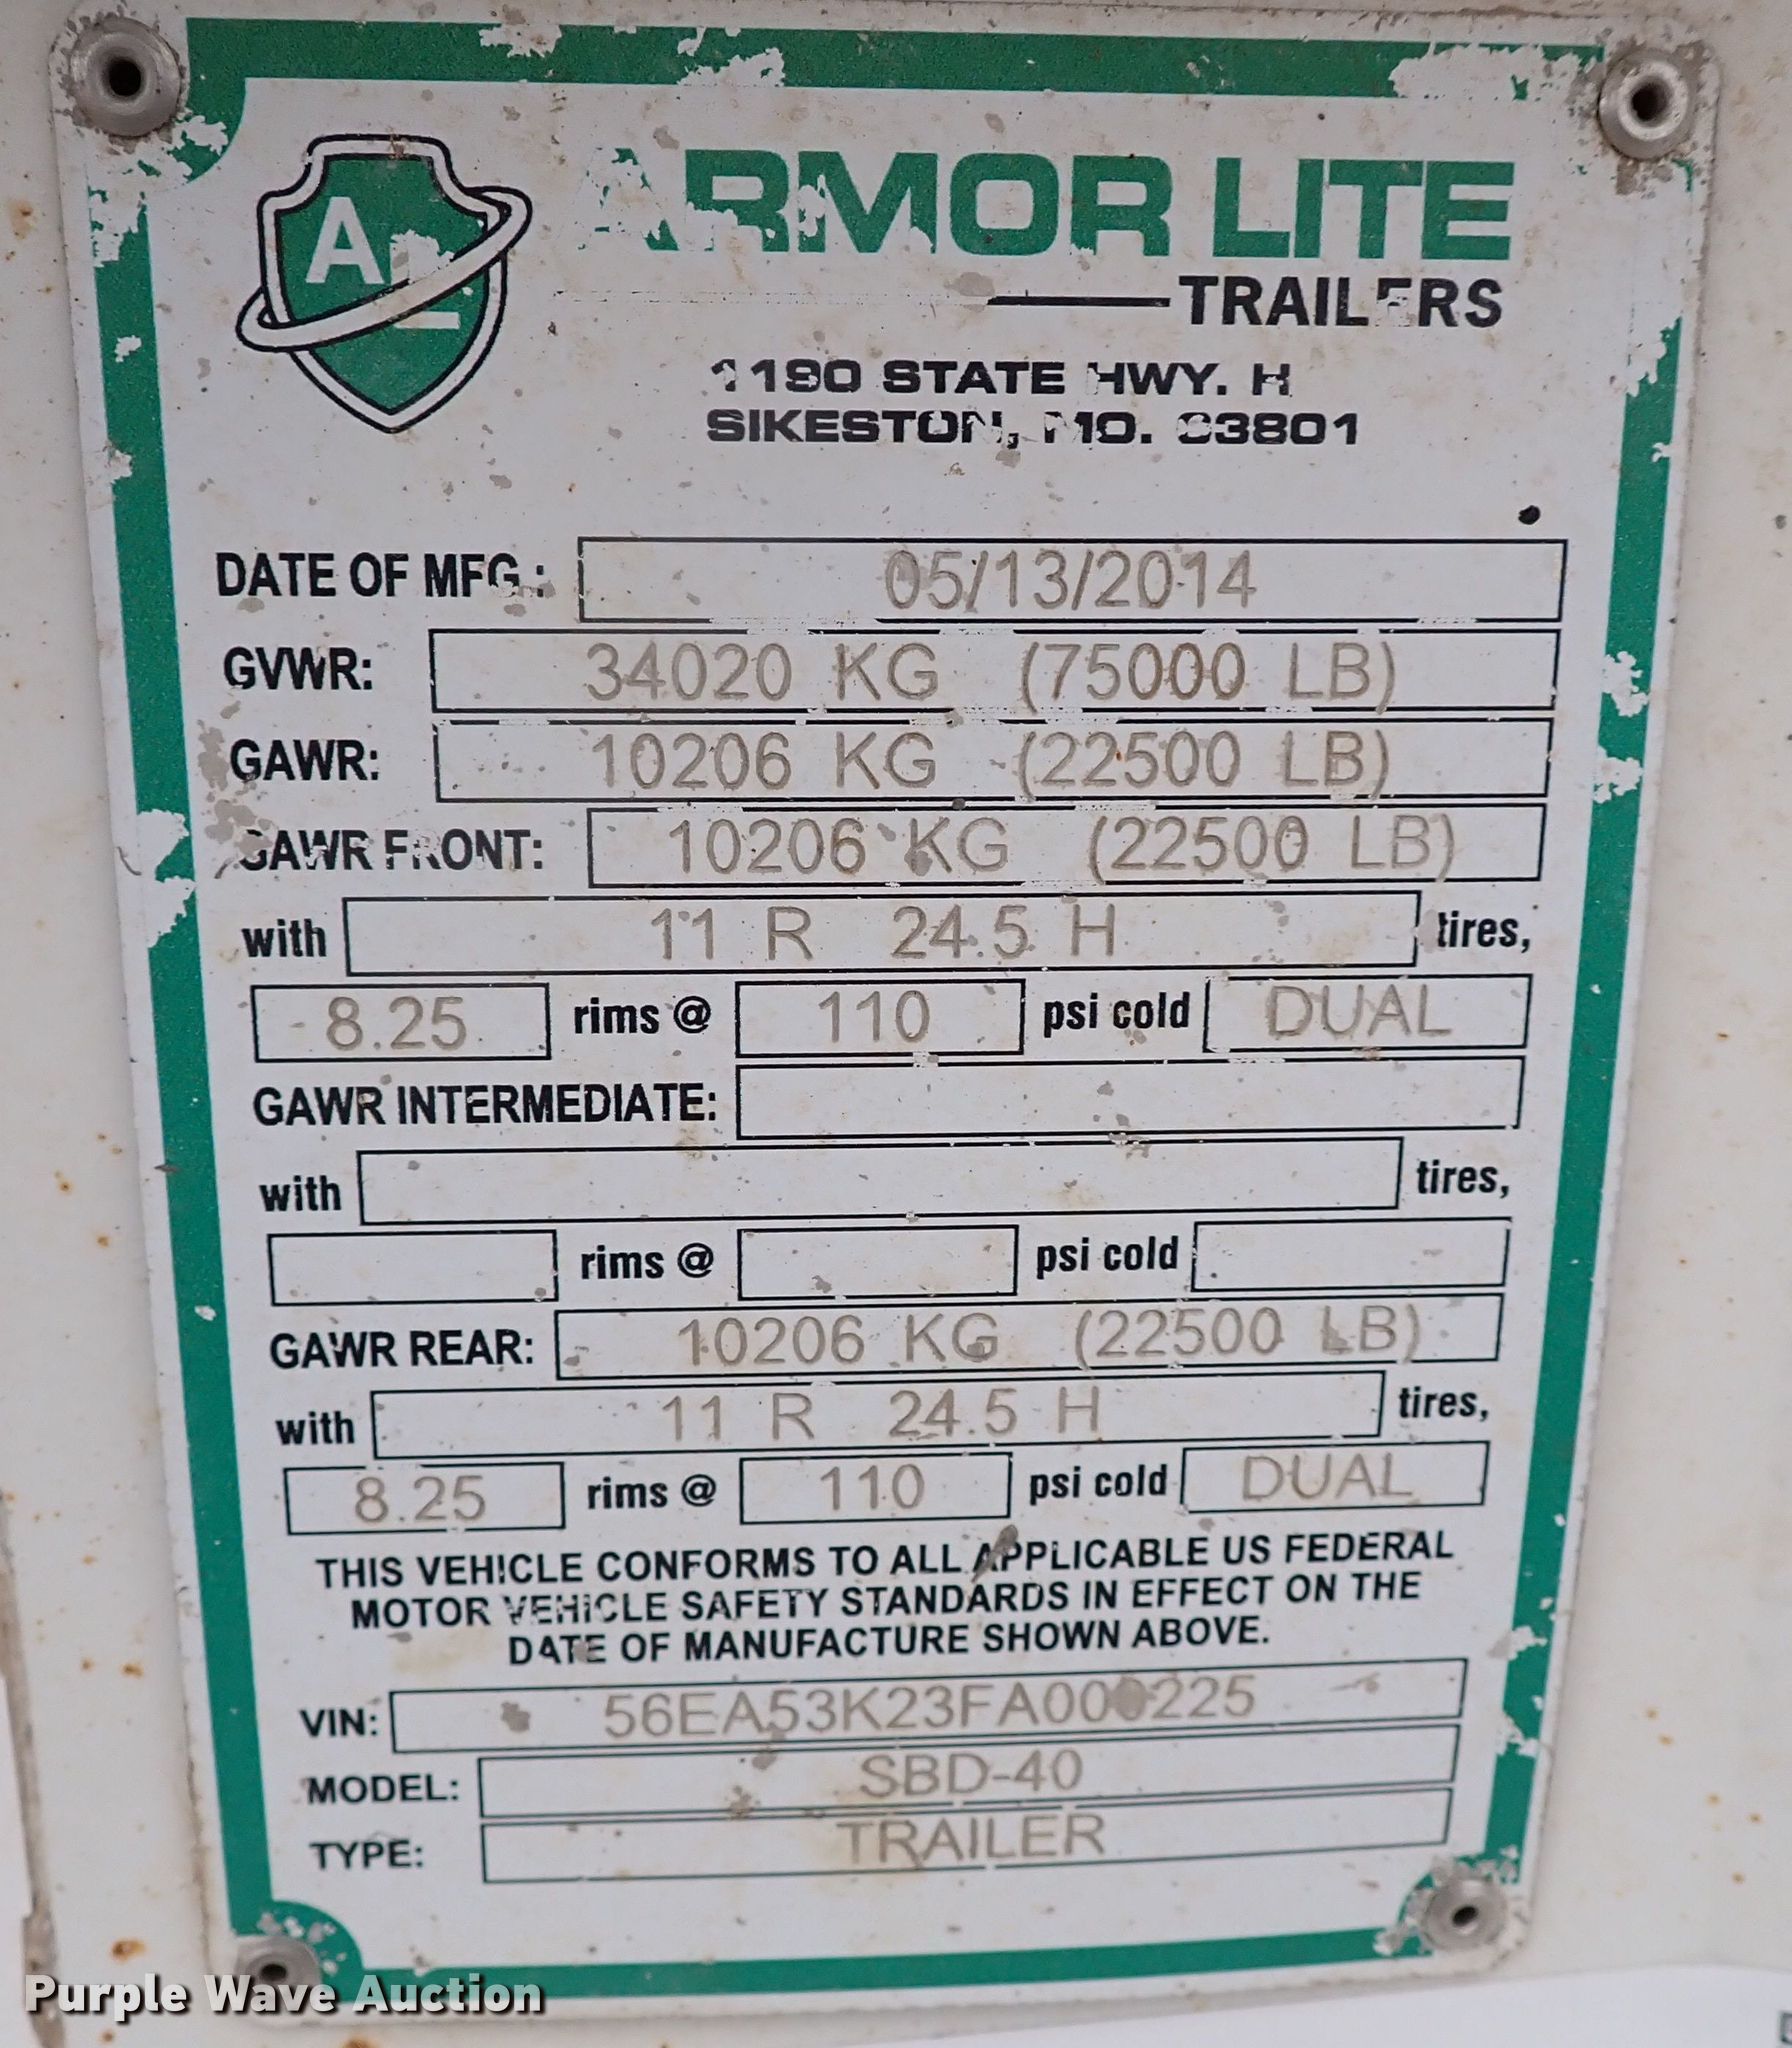 AL
ARMOR LITE
TRAILERS
1190 STATE HWY. H
SIKESTON, MO. 63801
DATE OF MFG.: 05/13/2014
GVWR: 34020 KG (75000 LB)
GAWR: 10206 KG (22500 LB)
GAWR FRONT: 10206 KG (22500 LB)
with 11 R 24.5 H tires,
8.25 rims @ 110 psi cold DUAL
GAWR INTERMEDIATE:
with tires,
rims @ psi cold
GAWR REAR: 10206 KG (22500 LB)
with 11 R 24.5 H tires,
8.25 rims @ 110 psi cold DUAL
THIS VEHICLE CONFORMS TO ALL APPLICABLE US FEDERAL
MOTOR VEHICLE SAFETY STANDARDS IN EFFECT ON THE
DATE OF MANUFACTURE SHOWN ABOVE.
VIN: 56EA53K23FA000225
MODEL: SBD-40
TYPE: TRAILER
Purple Wave Auction